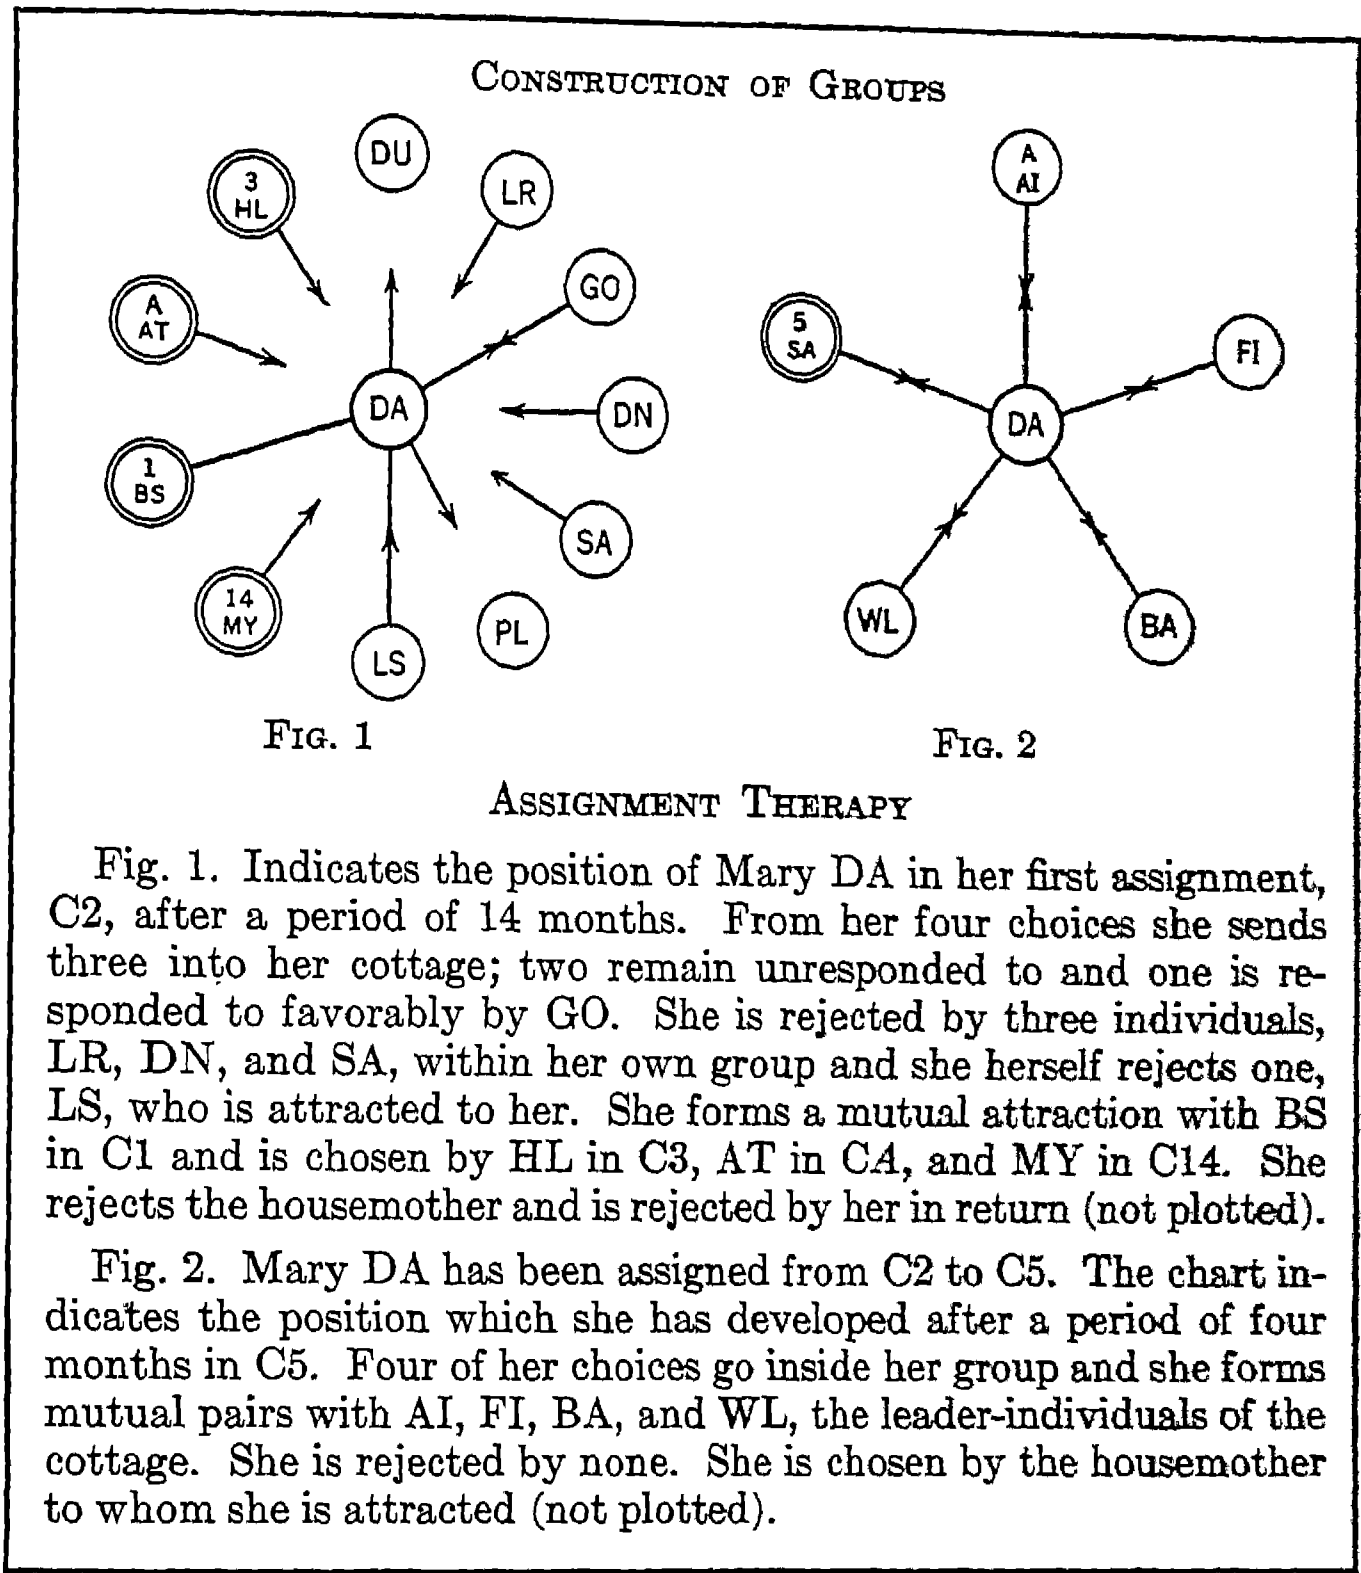 CONSTRUCTION OF GROUPS
DU
3
HL
LR
A
AT
GO
DA
DN
1
BS
SA
14
MY
PL
LS
FIG. 1
A
AI
5
SA
FI
DA
WL
BA
FIG. 2
ASSIGNMENT THERAPY
Fig. 1. Indicates the position of Mary DA in her first assignment,
C2, after a period of 14 months. From her four choices she sends
three into her cottage; two remain unresponded to and one is re-
sponded to favorably by GO. She is rejected by three individuals,
LR, DN, and SA, within her own group and she herself rejects one,
LS, who is attracted to her. She forms a mutual attraction with BS
in C1 and is chosen by HL in C3, AT in CA, and MY in C14. She
rejects the housemother and is rejected by her in return (not plotted).
Fig. 2. Mary DA has been assigned from C2 to C5. The chart in-
dicates the position which she has developed after a period of four
months in C5. Four of her choices go inside her group and she forms
mutual pairs with AI, FI, BA, and WL, the leader-individuals of the
cottage. She is rejected by none. She is chosen by the housemother
to whom she is attracted (not plotted).